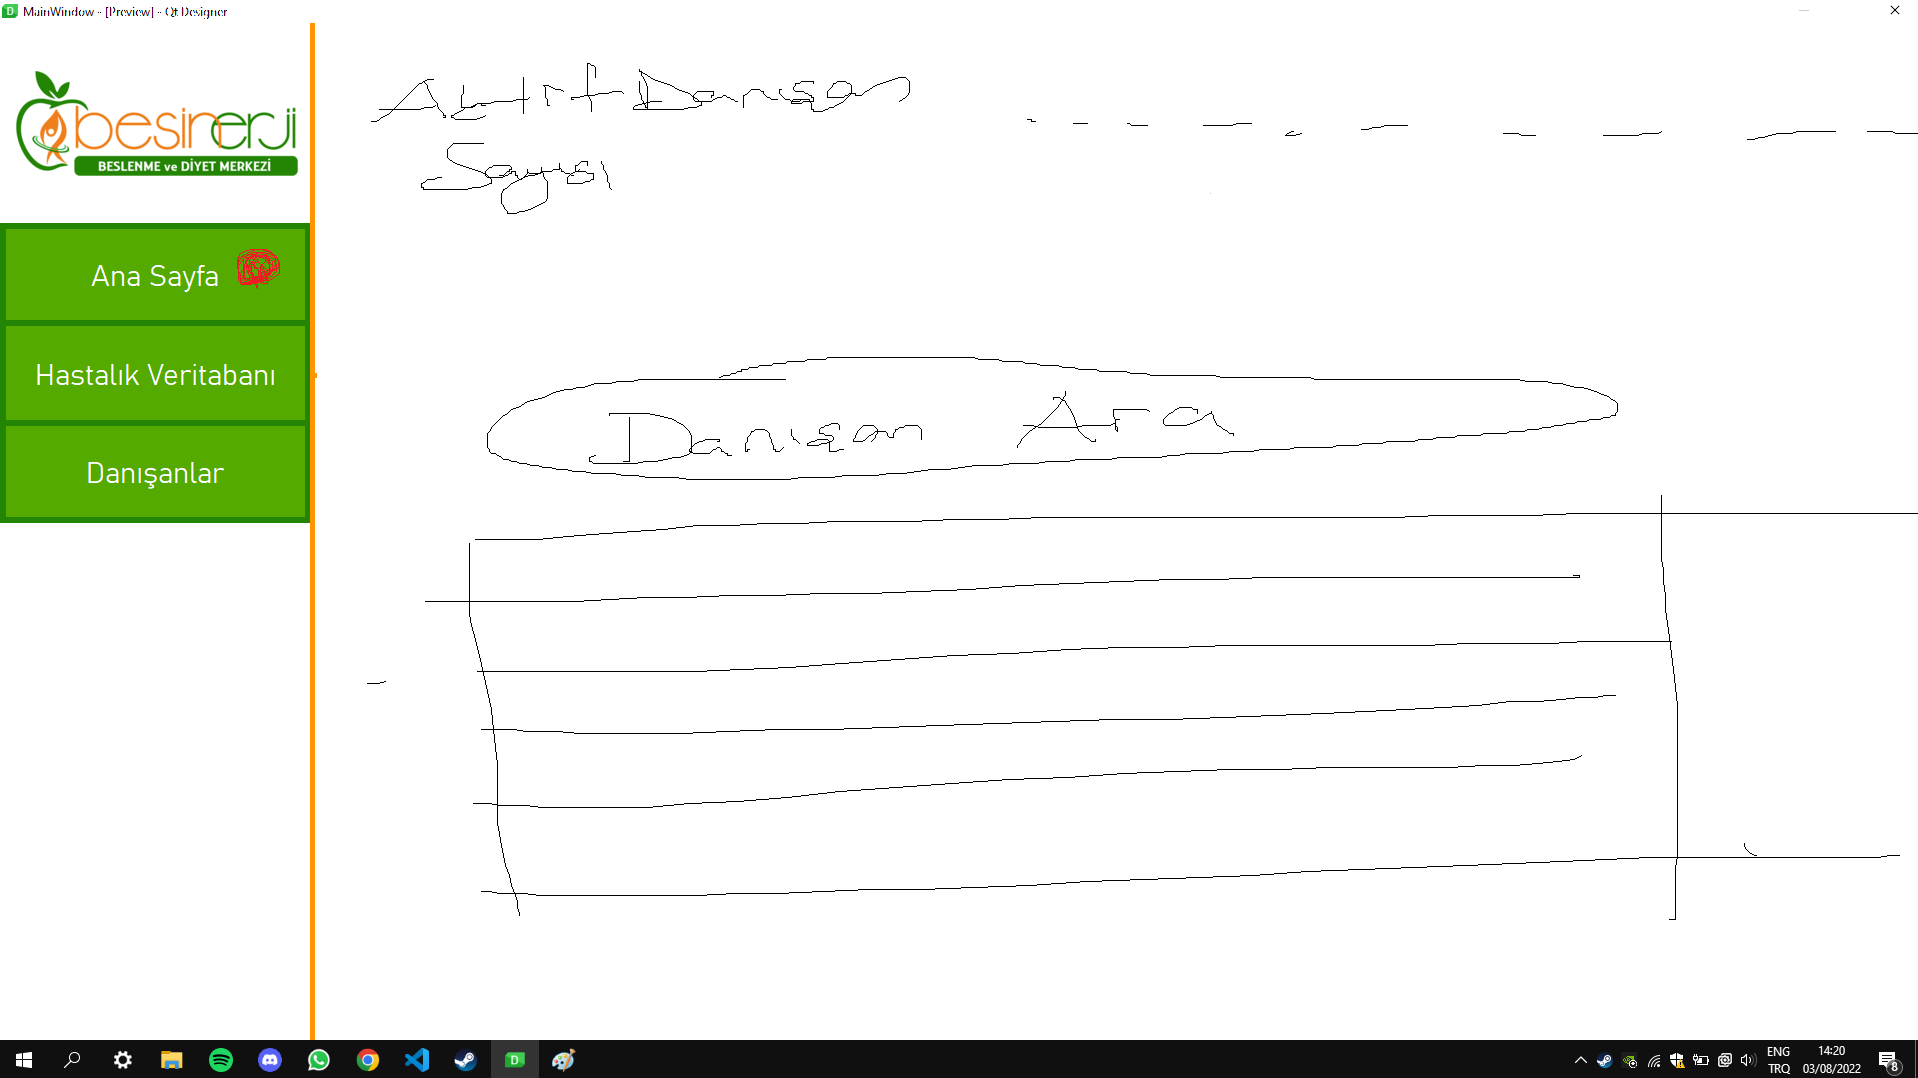 MainWindow - [Preview] - Qt Designer
besinerji
BESLENME ve DİYET MERKEZİ
Ana Sayfa
Hastalık Veritabanı
Danışanlar
Aktif Danışan
Sayısı
Danışan Ara
ENG
TRQ
14:20
03/08/2022
8